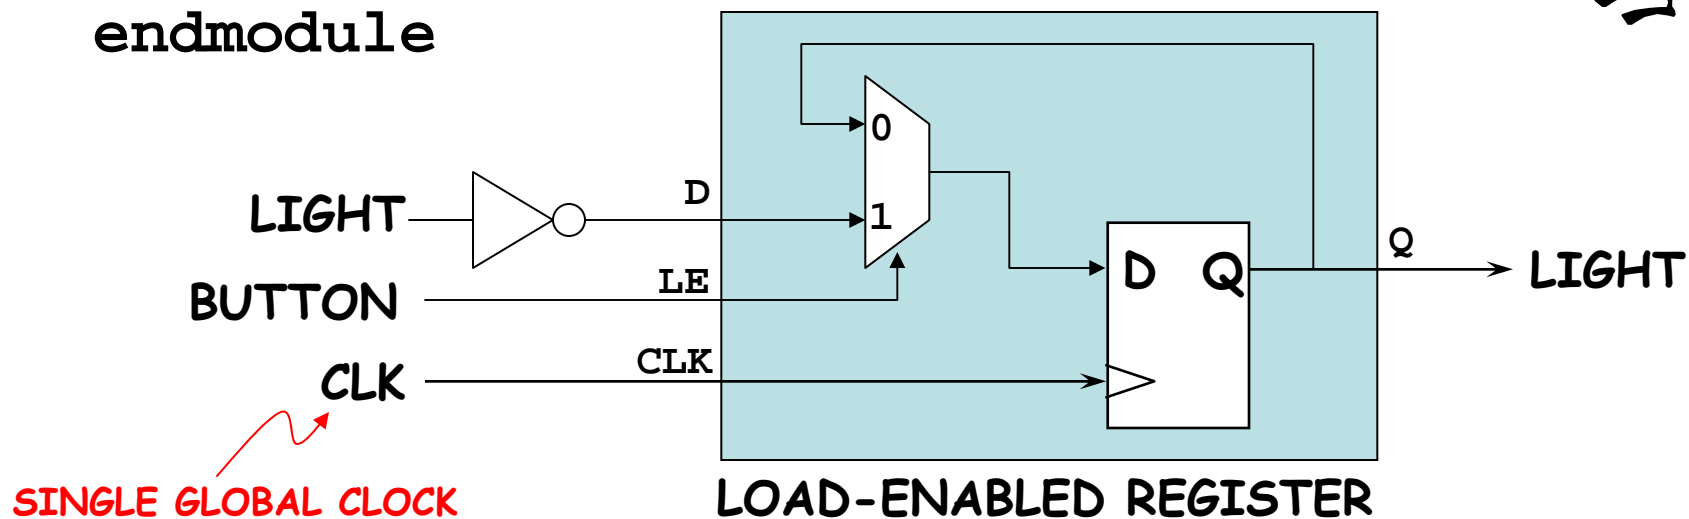 endmodule
0
D
1
LIGHT
LE
BUTTON
D Q
Q
LIGHT
CLK
CLK
SINGLE GLOBAL CLOCK
LOAD-ENABLED REGISTER